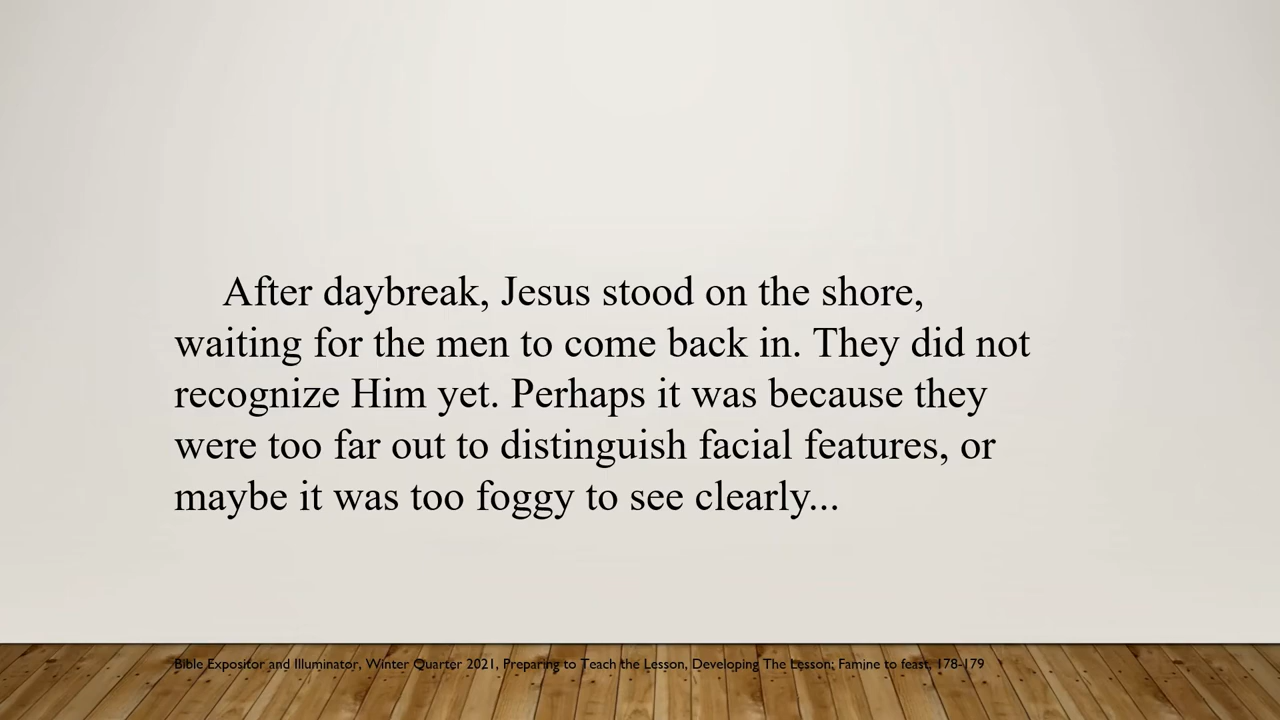 After daybreak, Jesus stood on the shore,
waiting for the men to come back in. They did not
recognize Him yet. Perhaps it was because they
were too far out to distinguish facial features, or
maybe it was too foggy to see clearly...
Bible Expositor and Illuminator, Winter Quarter 2021, Preparing to Teach the Lesson, Developing The Lesson; Famine to feast, 178-179